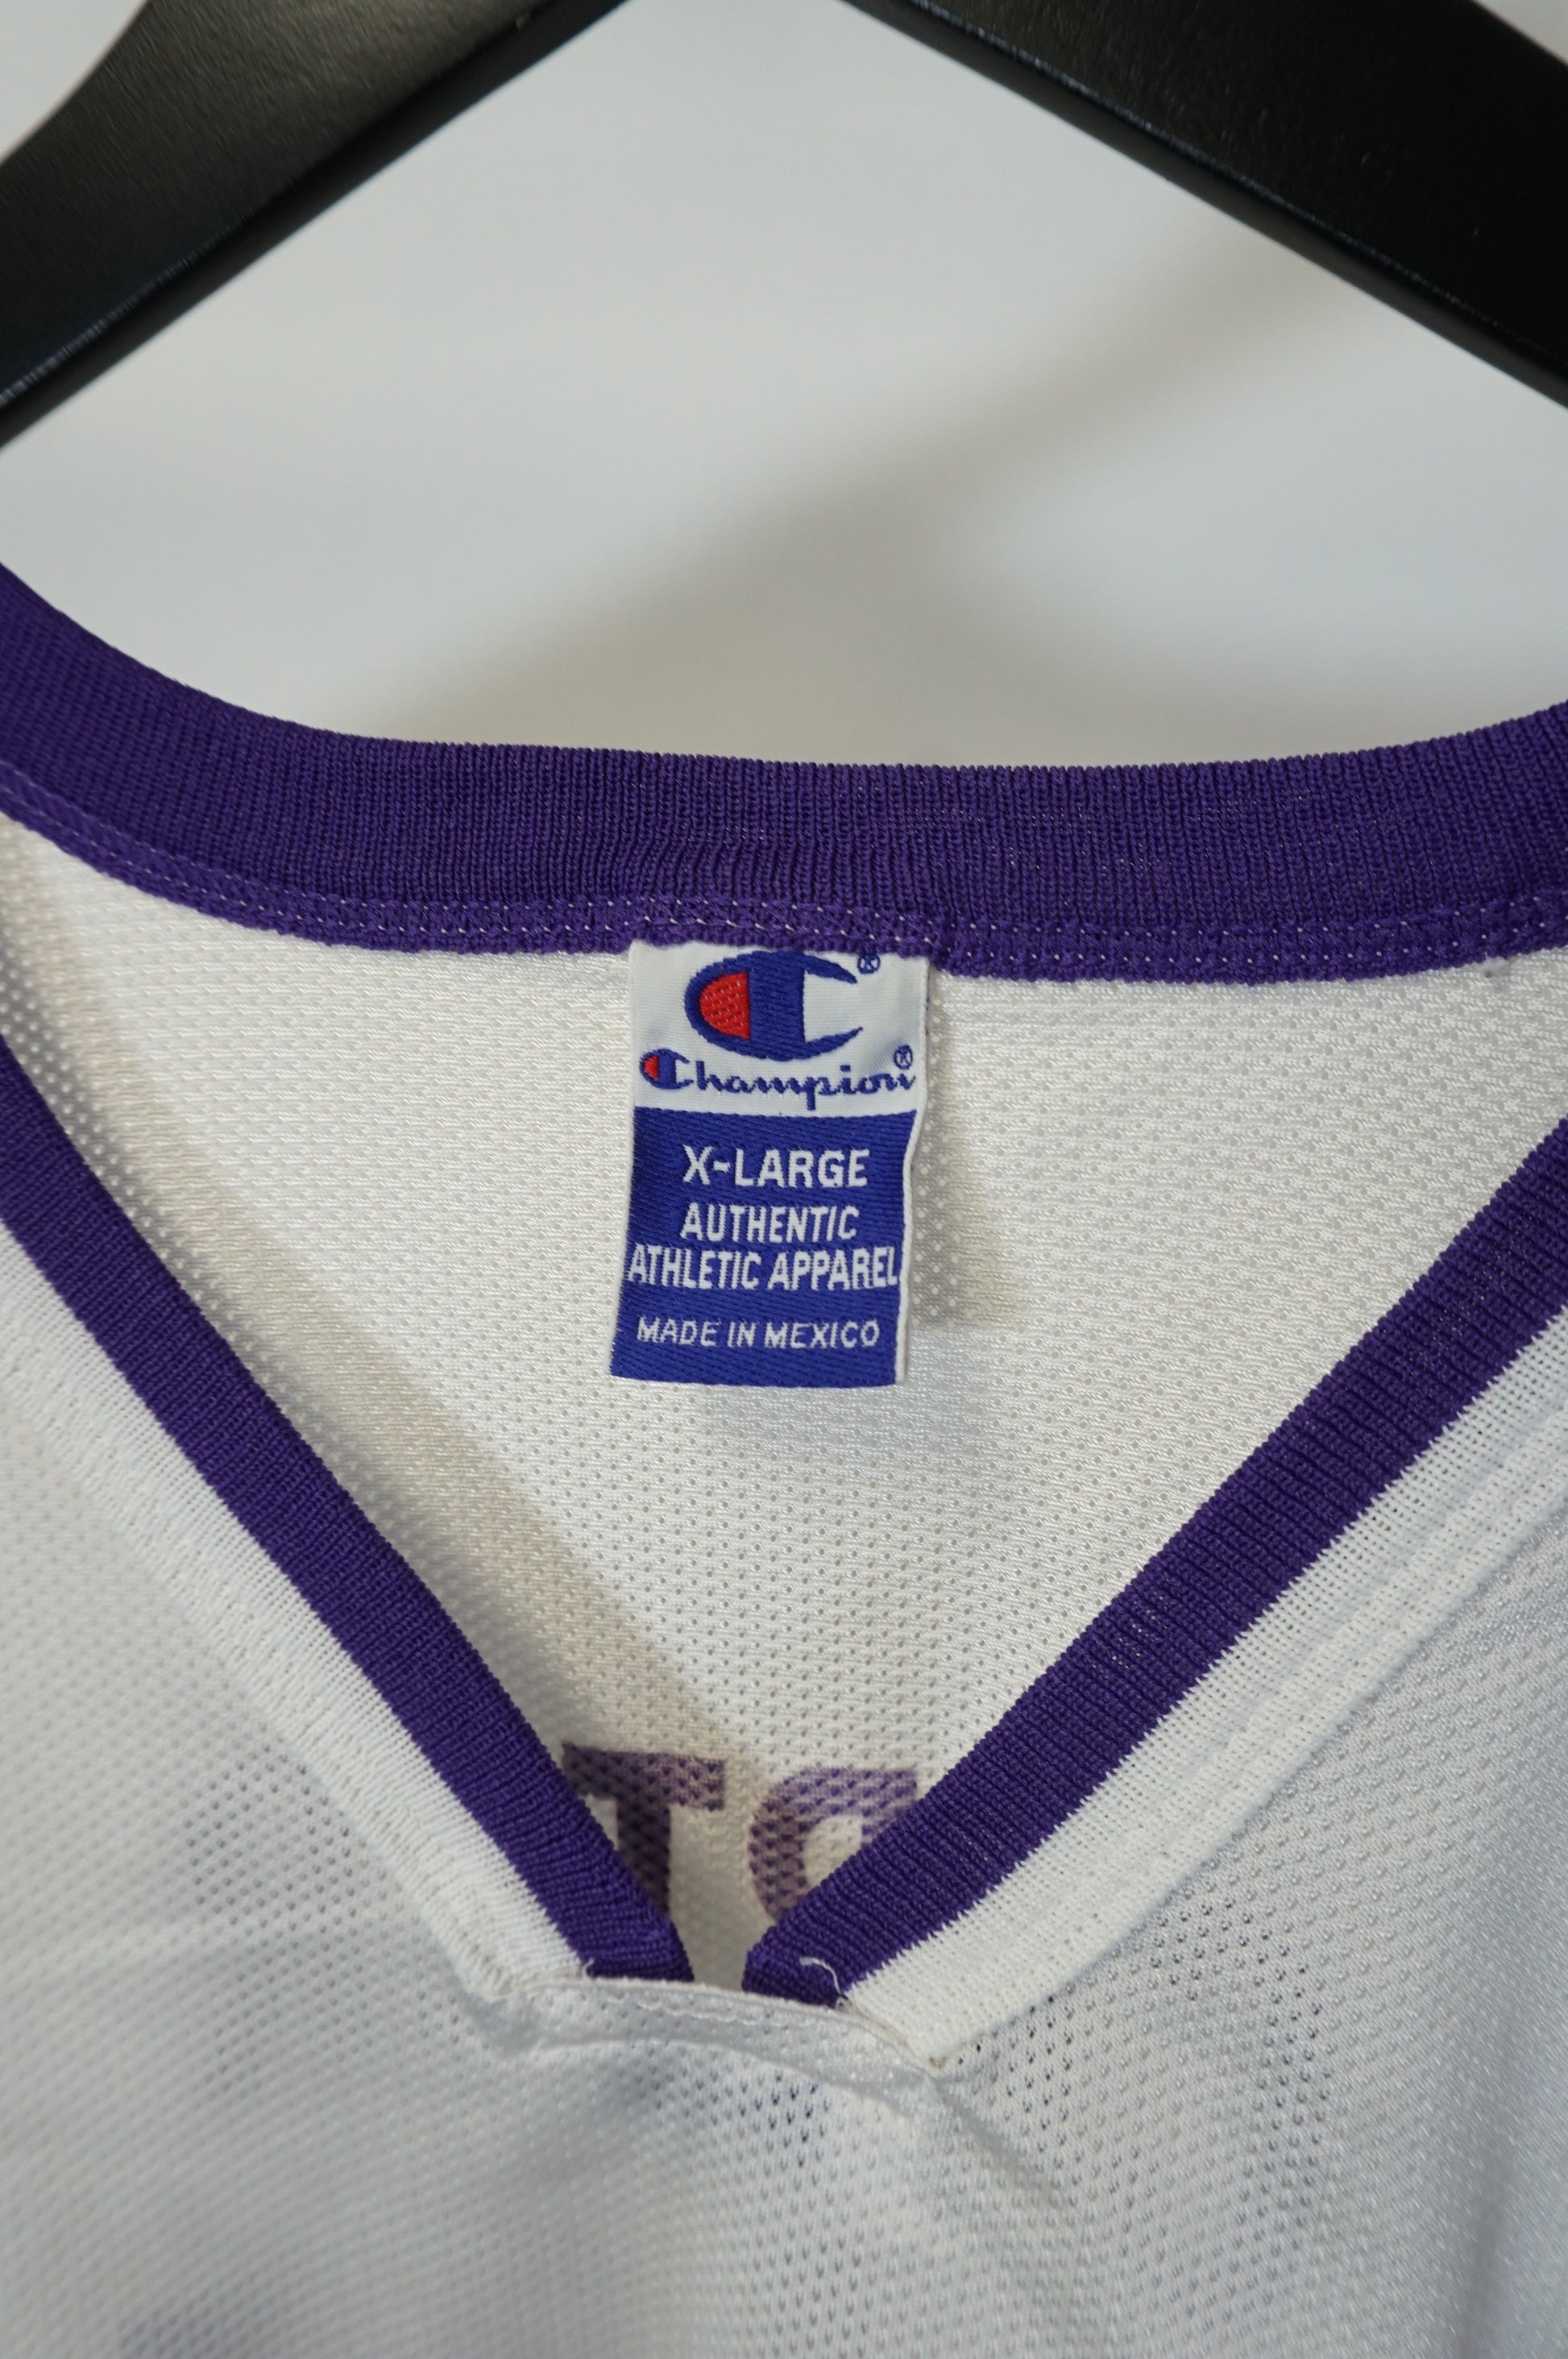 Champion
X-LARGE
AUTHENTIC
ATHLETIC APPAREL
MADE IN MEXICO